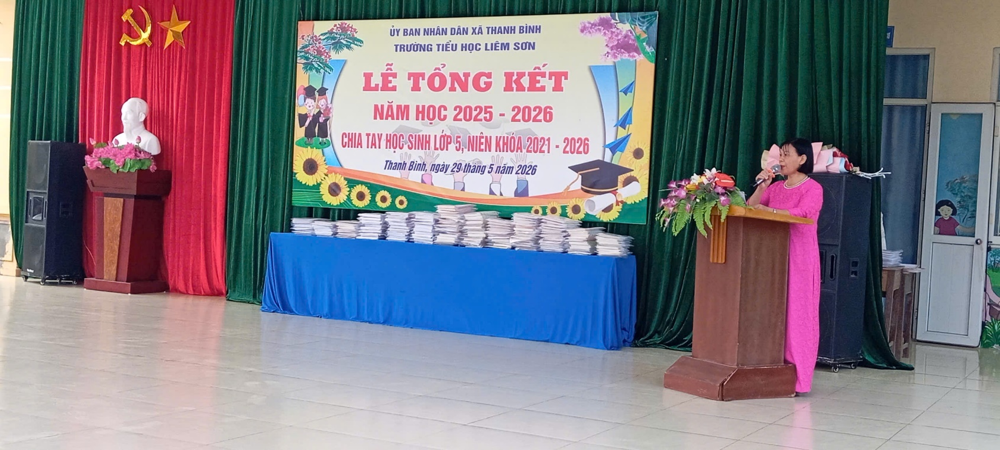 ỦY BAN NHÂN DÂN XÃ THANH BÌNH
TRƯỜNG TIỂU HỌC LIÊM SƠN
LỄ TỔNG KẾT
NĂM HỌC 2025 - 2026
CHIA TAY HỌC SINH LỚP 5, NIÊN KHÓA 2021 - 2026
Thanh Bình, ngày 29 tháng 5 năm 2026